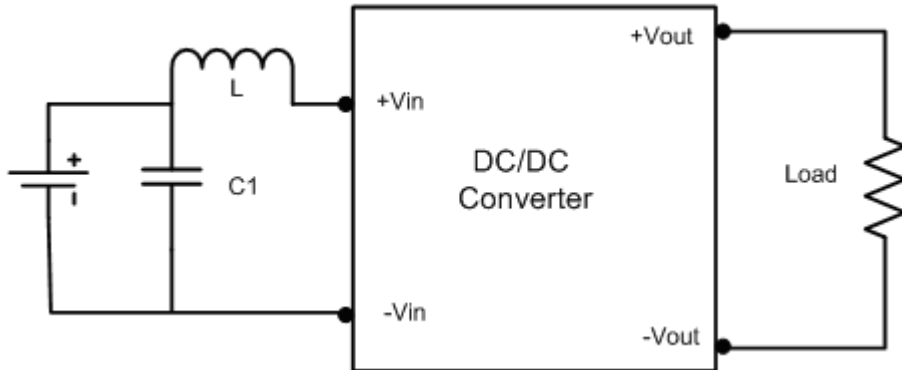 +Vout
L
+Vin
DC/DC
Converter
Load
C1
+
-
-Vin
-Vout